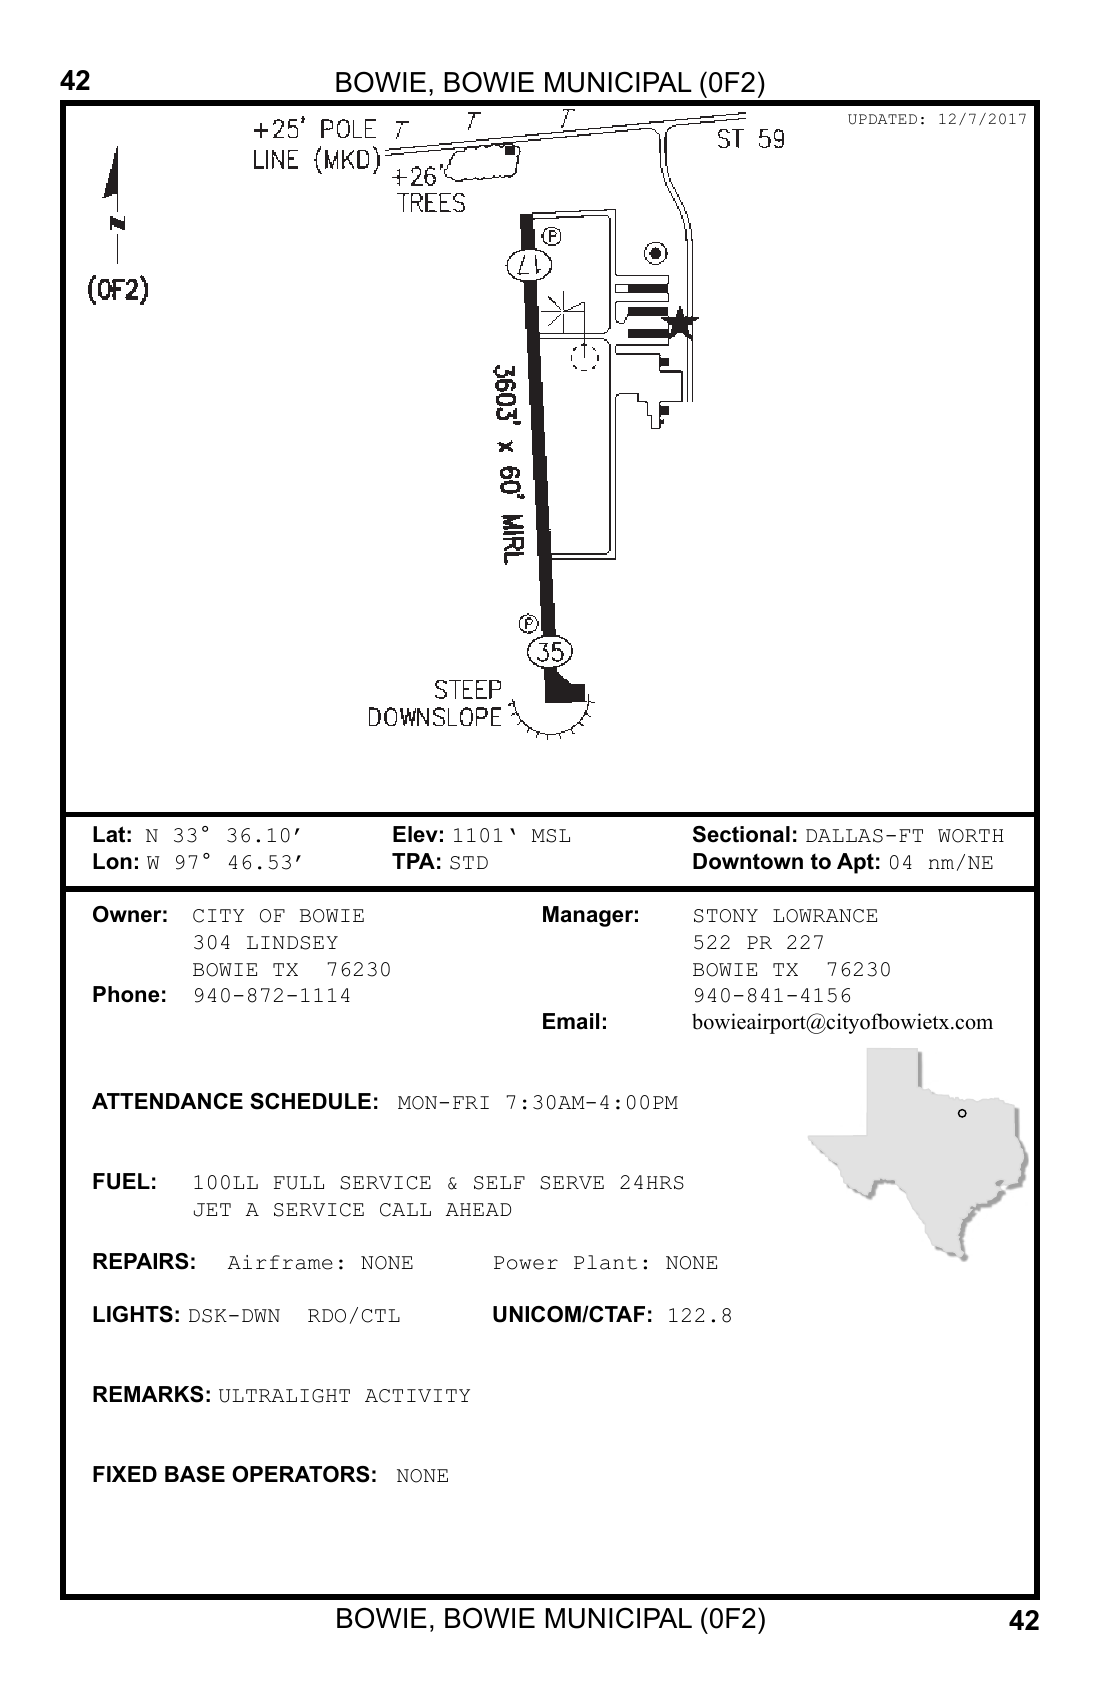 42
BOWIE, BOWIE MUNICIPAL (0F2)
UPDATED: 12/7/2017
+25' POLE
LINE (MKD)
T T T
ST 59
+26'
TREES
N
(0F2)
P
17
3603' x 60' MIRL
P
35
STEEP
DOWNSLOPE
Lat: N 33° 36.10’ Elev: 1101‘ MSL Sectional: DALLAS-FT WORTH
Lon: W 97° 46.53’ TPA: STD Downtown to Apt: 04 nm/NE
Owner: CITY OF BOWIE Manager: STONY LOWRANCE
304 LINDSEY 522 PR 227
BOWIE TX 76230 BOWIE TX 76230
Phone: 940-872-1114 940-841-4156
Email: bowieairport@cityofbowietx.com
ATTENDANCE SCHEDULE: MON-FRI 7:30AM-4:00PM
FUEL: 100LL FULL SERVICE & SELF SERVE 24HRS
JET A SERVICE CALL AHEAD
REPAIRS: Airframe: NONE Power Plant: NONE
LIGHTS: DSK-DWN RDO/CTL UNICOM/CTAF: 122.8
REMARKS: ULTRALIGHT ACTIVITY
FIXED BASE OPERATORS: NONE
BOWIE, BOWIE MUNICIPAL (0F2)
42